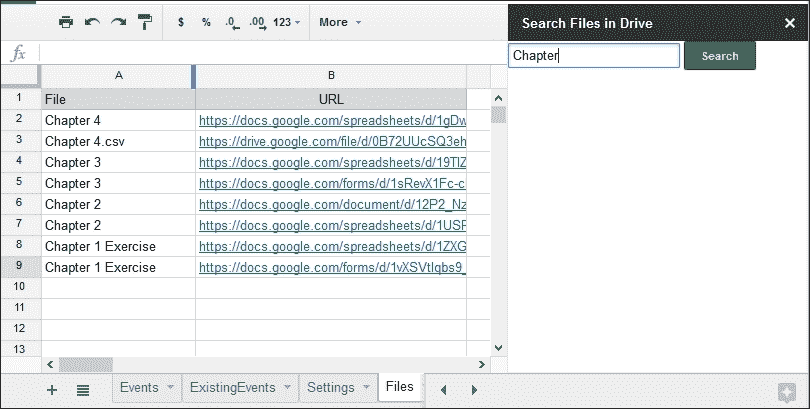 $ % .0 .00 123 More
Search Files in Drive ×
fx
Chapter Search
A B
1 File URL
2 Chapter 4 https://docs.google.com/spreadsheets/d/1gDw
3 Chapter 4.csv https://drive.google.com/file/d/0B72UUcSQ3eh
4 Chapter 3 https://docs.google.com/spreadsheets/d/19TlZ
5 Chapter 3 https://docs.google.com/forms/d/1sRevX1Fc-c
6 Chapter 2 https://docs.google.com/document/d/12P2_Nz
7 Chapter 2 https://docs.google.com/spreadsheets/d/1USF
8 Chapter 1 Exercise https://docs.google.com/spreadsheets/d/1ZXG
9 Chapter 1 Exercise https://docs.google.com/forms/d/1vXSVtIqbs9_
10
11
12
13
+ Events ExistingEvents Settings Files